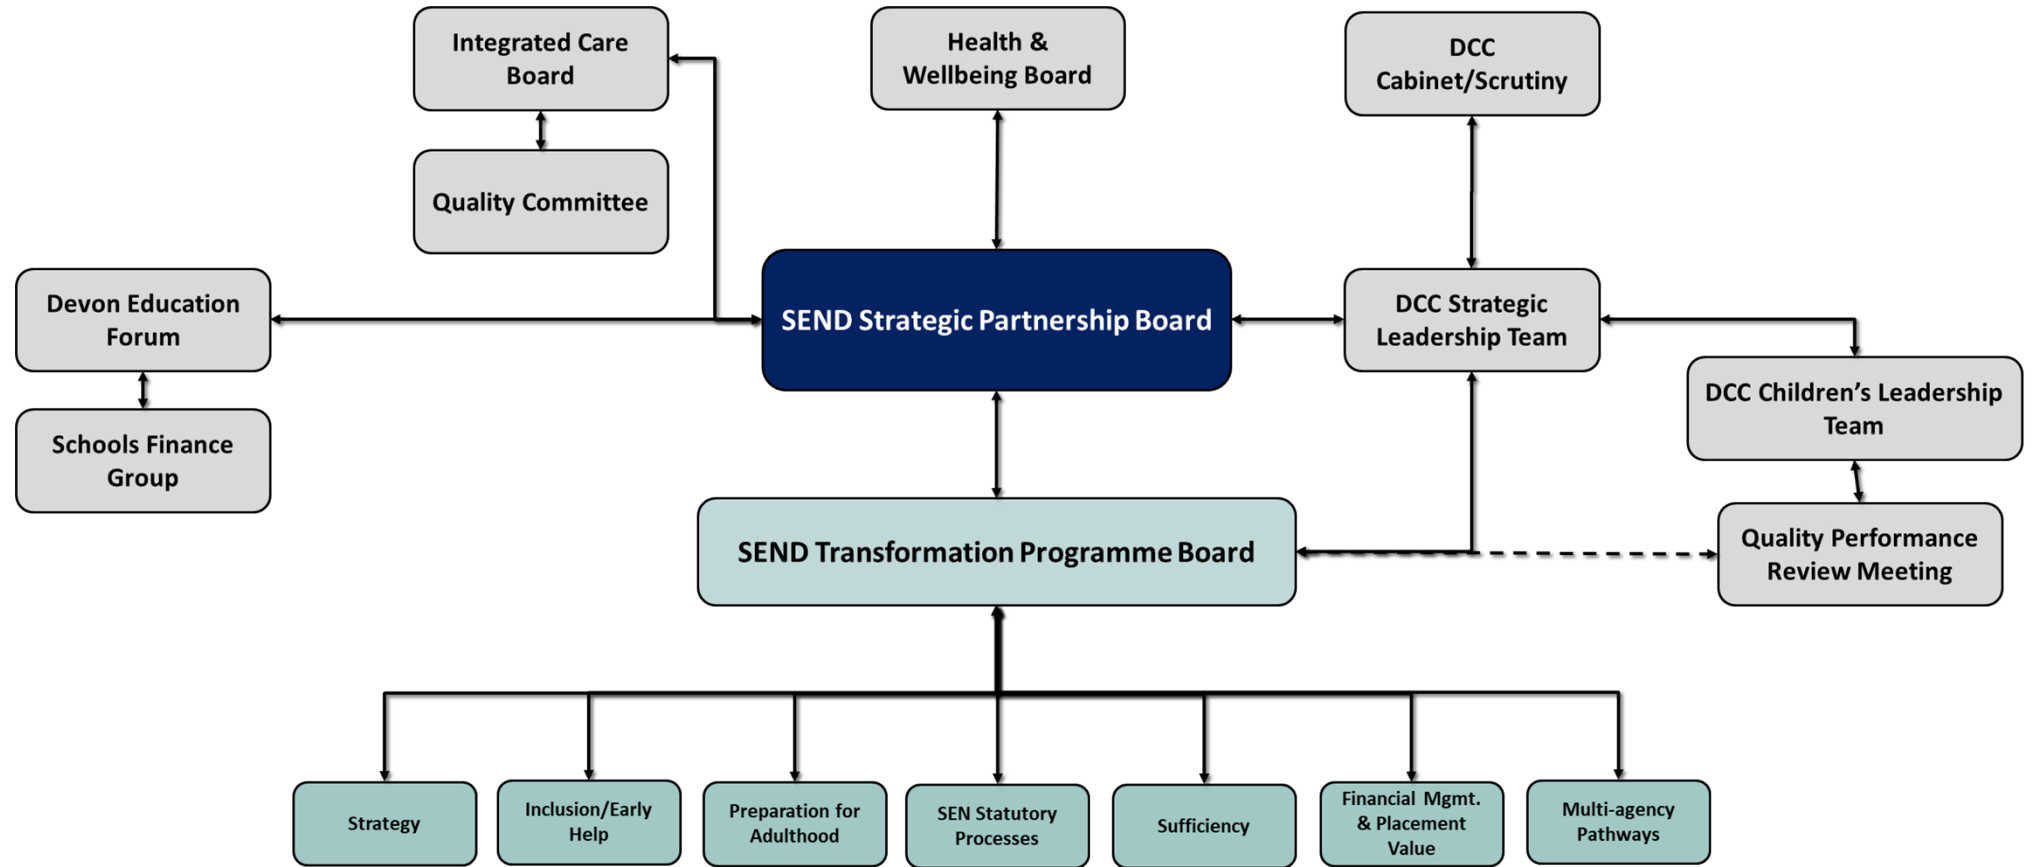 Integrated Care
Board
Health &
Wellbeing Board
DCC
Cabinet/Scrutiny
Quality Committee
Devon Education
Forum
SEND Strategic Partnership Board
DCC Strategic
Leadership Team
DCC Children’s Leadership
Team
Schools Finance
Group
SEND Transformation Programme Board
Quality Performance
Review Meeting
Strategy
Inclusion/Early
Help
Preparation for
Adulthood
SEN Statutory
Processes
Sufficiency
Financial Mgmt.
& Placement
Value
Multi-agency
Pathways